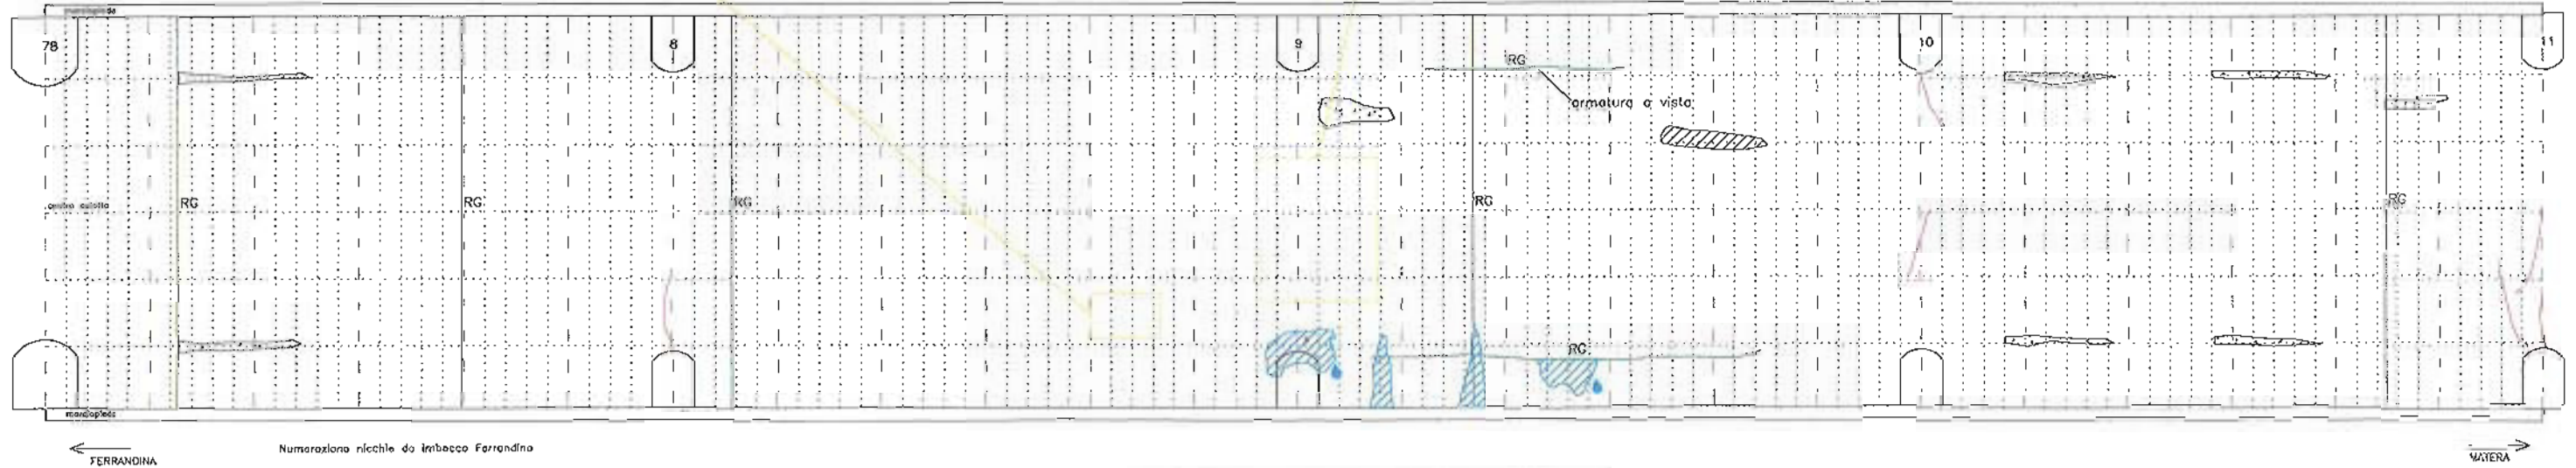 marciapiede
78
8
9
10
11
RG
armatura a vista
centro calotta
RG
RG
RG
RG
RG
RG
marciapiede
Numerazione nicchie da imbocco Ferrandina
FERRANDINA
MATERA